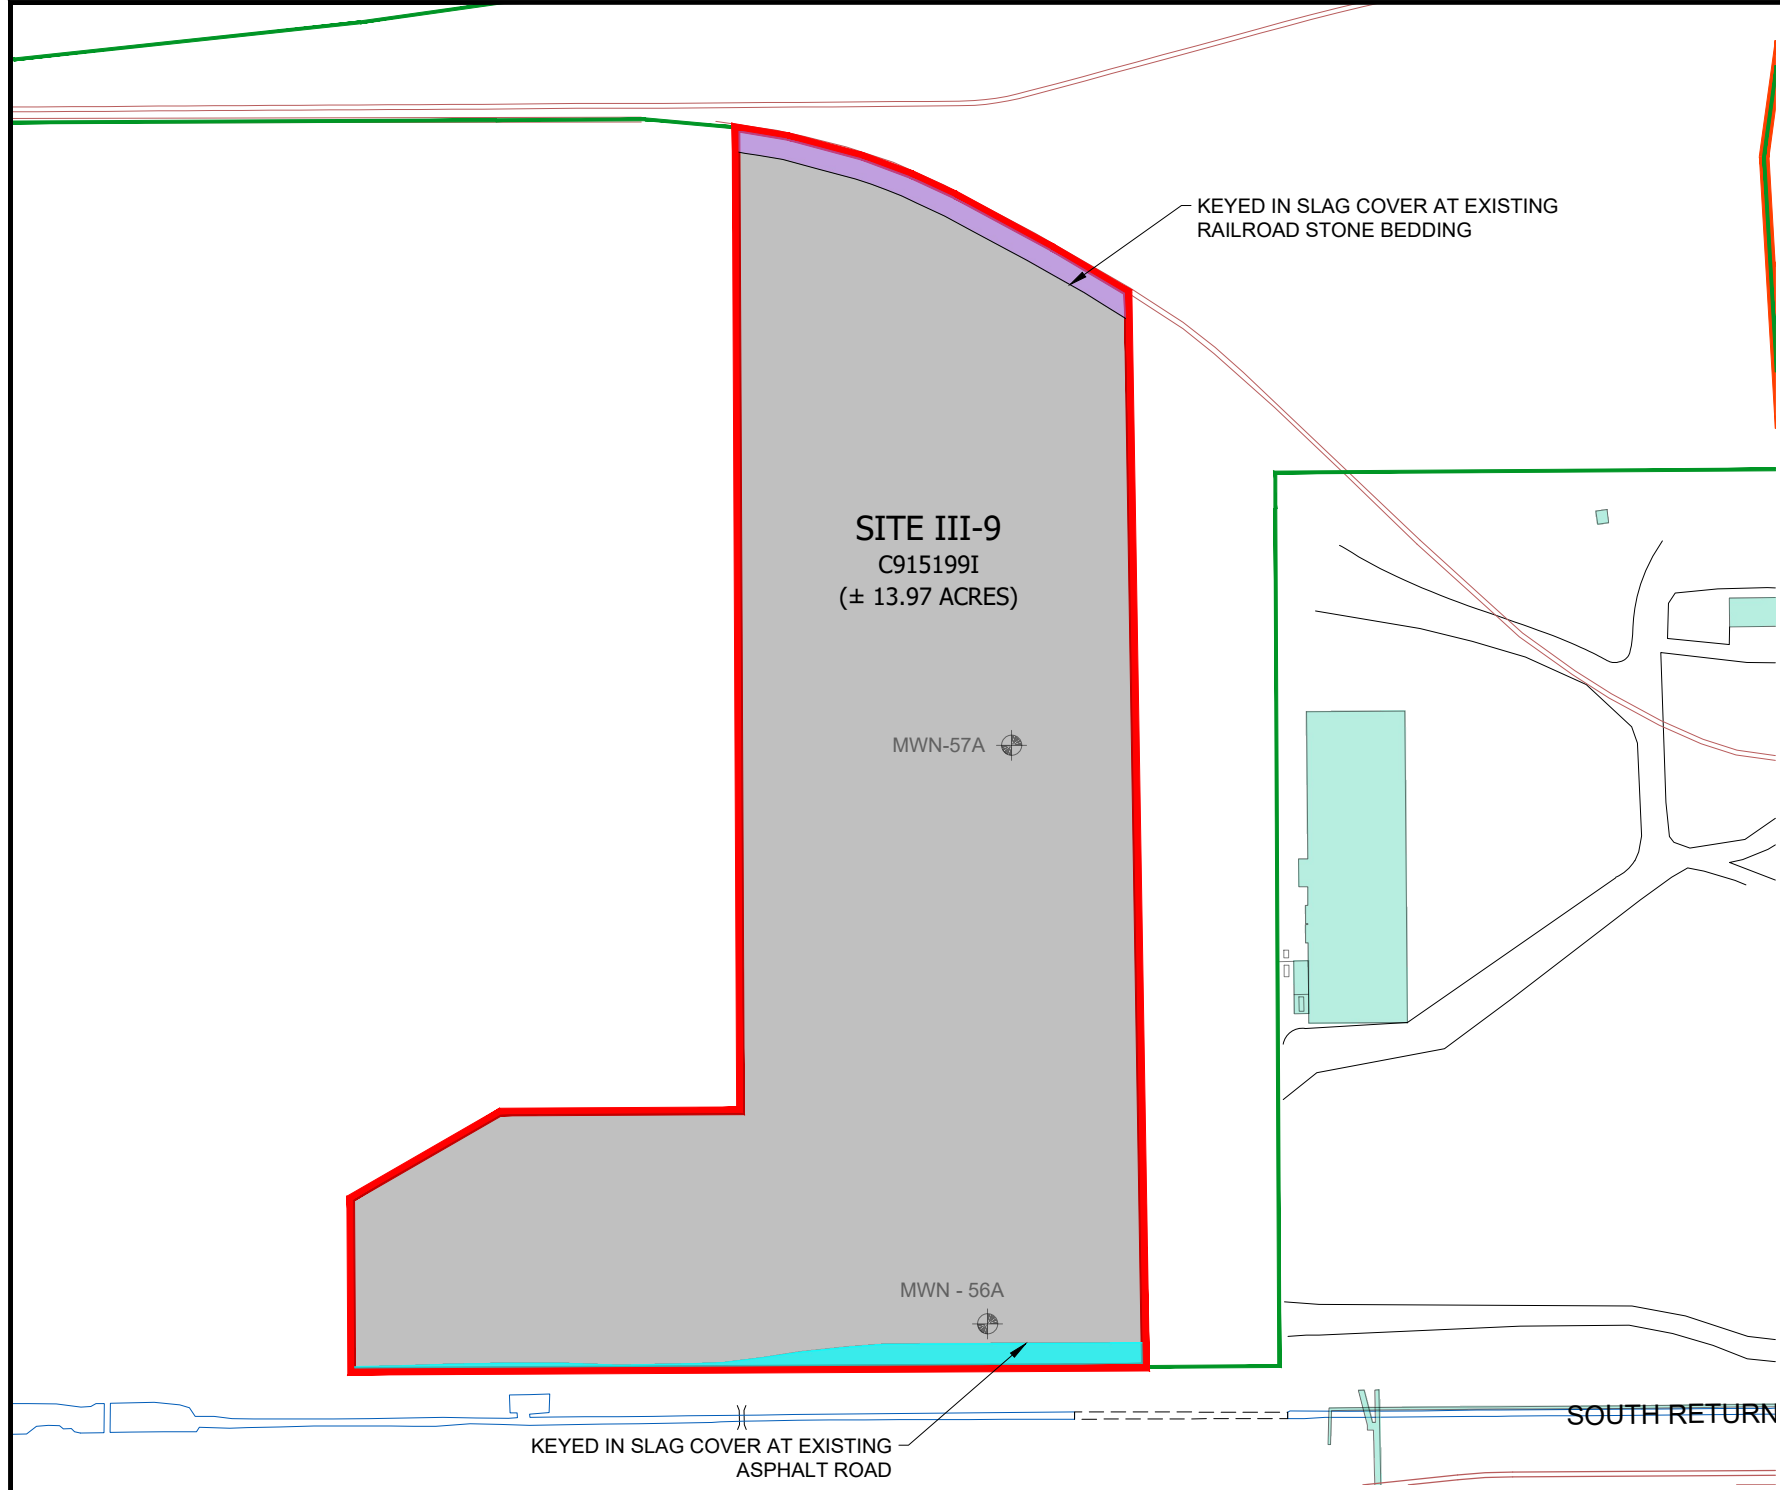 KEYED IN SLAG COVER AT EXISTING
RAILROAD STONE BEDDING
SITE III-9
C915199I
(± 13.97 ACRES)
MWN-57A
MWN - 56A
SOUTH RETURN
KEYED IN SLAG COVER AT EXISTING
ASPHALT ROAD